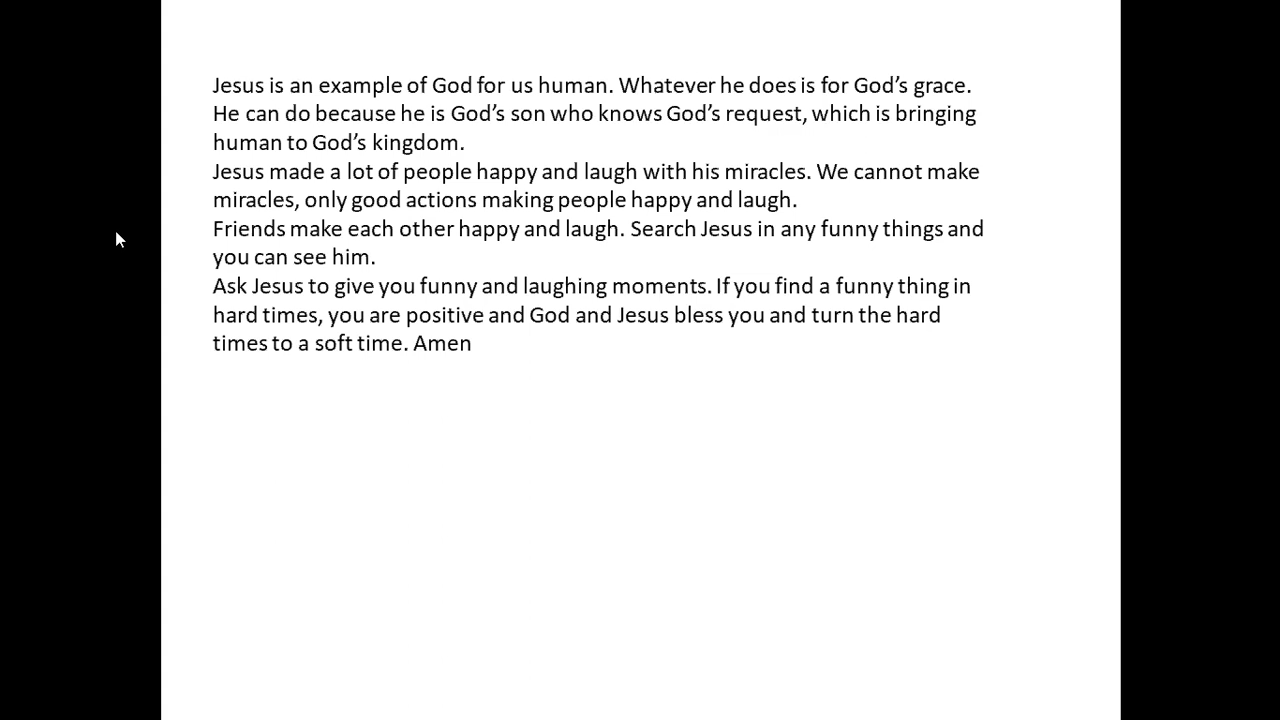 Jesus is an example of God for us human. Whatever he does is for God’s grace.
He can do because he is God’s son who knows God’s request, which is bringing
human to God’s kingdom.
Jesus made a lot of people happy and laugh with his miracles. We cannot make
miracles, only good actions making people happy and laugh.
Friends make each other happy and laugh. Search Jesus in any funny things and
you can see him.
Ask Jesus to give you funny and laughing moments. If you find a funny thing in
hard times, you are positive and God and Jesus bless you and turn the hard
times to a soft time. Amen